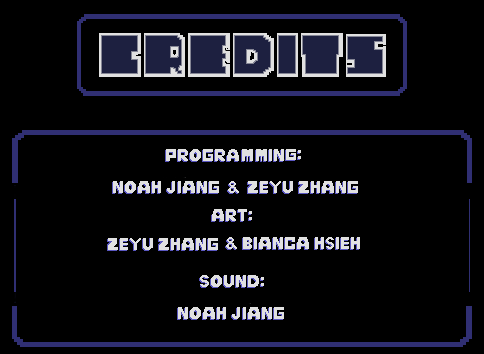 CREDITS
PROGRAMMING:
NOAH JIANG & ZEYU ZHANG
ART:
ZEYU ZHANG & BIANCA HSIEH
SOUND:
NOAH JIANG